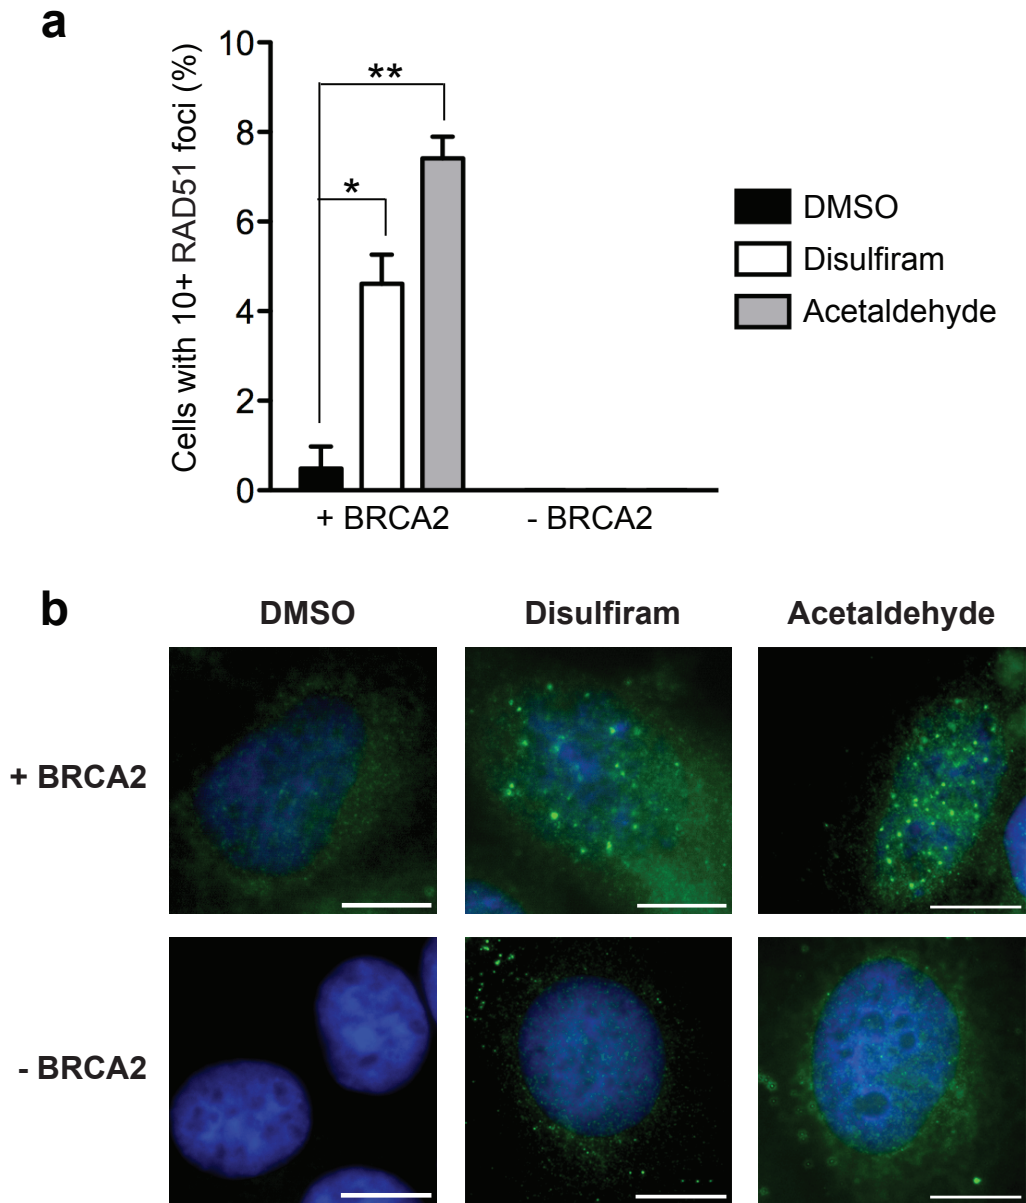 a
Cells with 10+ RAD51 foci (%)
10
8
6
4
2
0
**
*
+ BRCA2
- BRCA2
DMSO
Disulfiram
Acetaldehyde
b
DMSO Disulfiram Acetaldehyde
+ BRCA2
- BRCA2